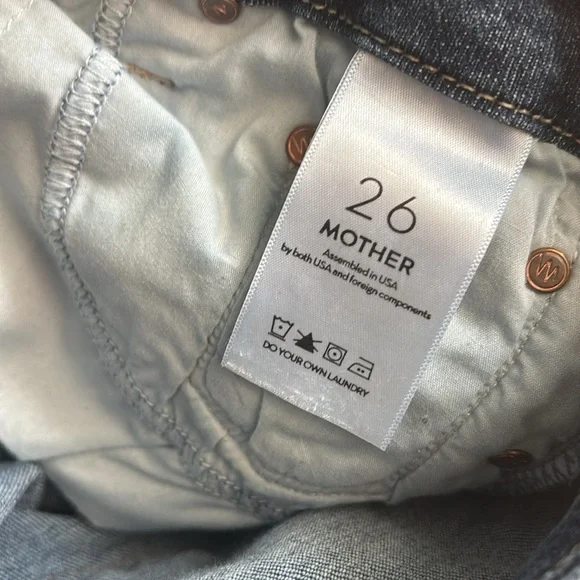 26
MOTHER
Assembled in USA
by both USA and foreign components
DO YOUR OWN LAUNDRY